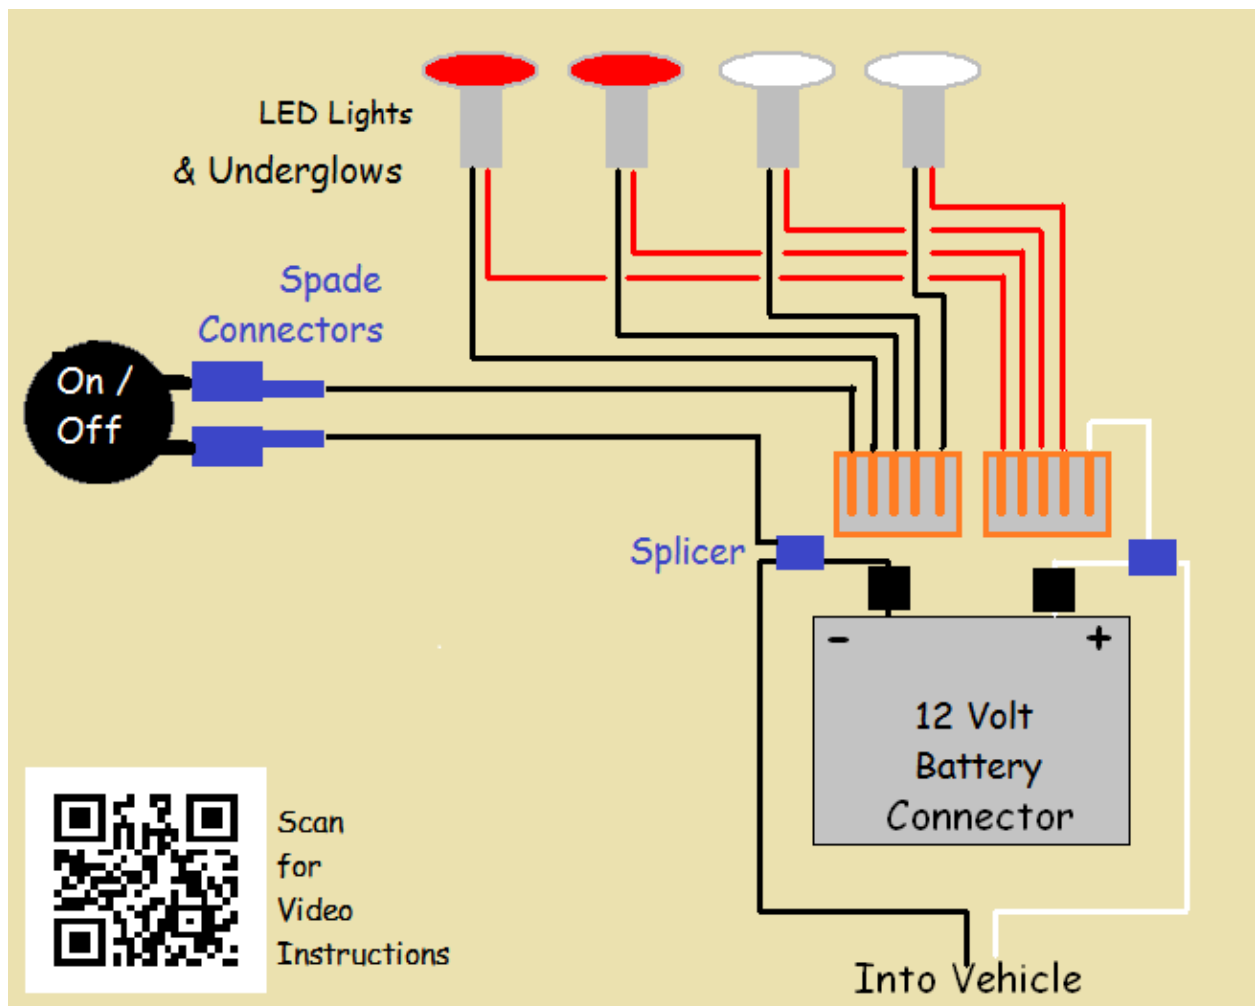 LED Lights
& Underglows
Spade
Connectors
On /
Off
Splicer
- +
12 Volt
Battery
Connector
Scan
for
Video
Instructions
Into Vehicle